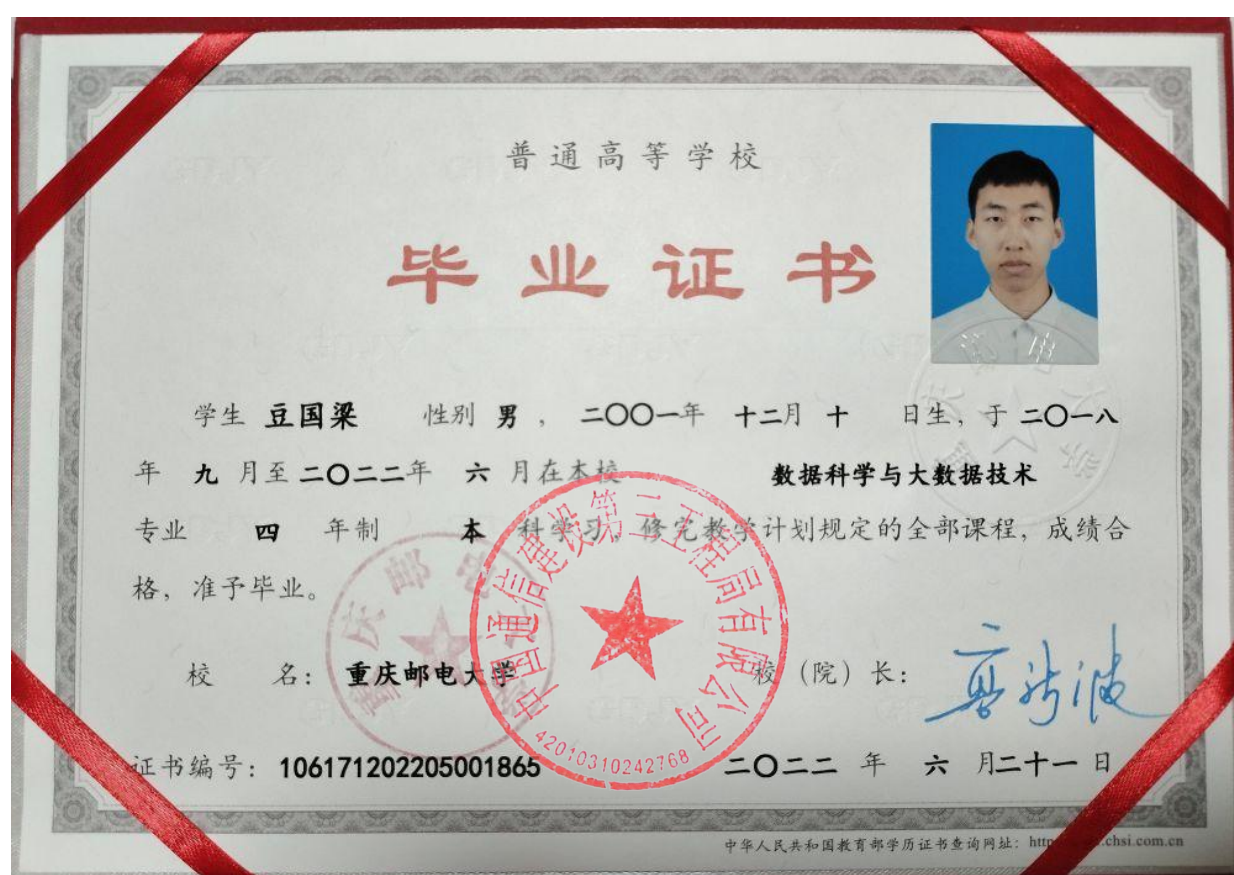 普通高等学校
毕业证书
学生 豆国梁 性别 男 ，二〇〇一年 十二月 十 日生，于 二〇一八
年 九 月至 二〇二二年 六 月在本校 数据科学与大数据技术
专业 四 年制 本 科学习，修完教学计划规定的全部课程，成绩合
格，准予毕业。
校 名：重庆邮电大学 校（院）长：
证书编号：106171202205001865 二〇二二 年 六 月二十一 日
中国通信建设第三工程局有限公司
42010310242768
重庆邮电大学
中华人民共和国教育部学历证书查询网址：http chsi.com.cn